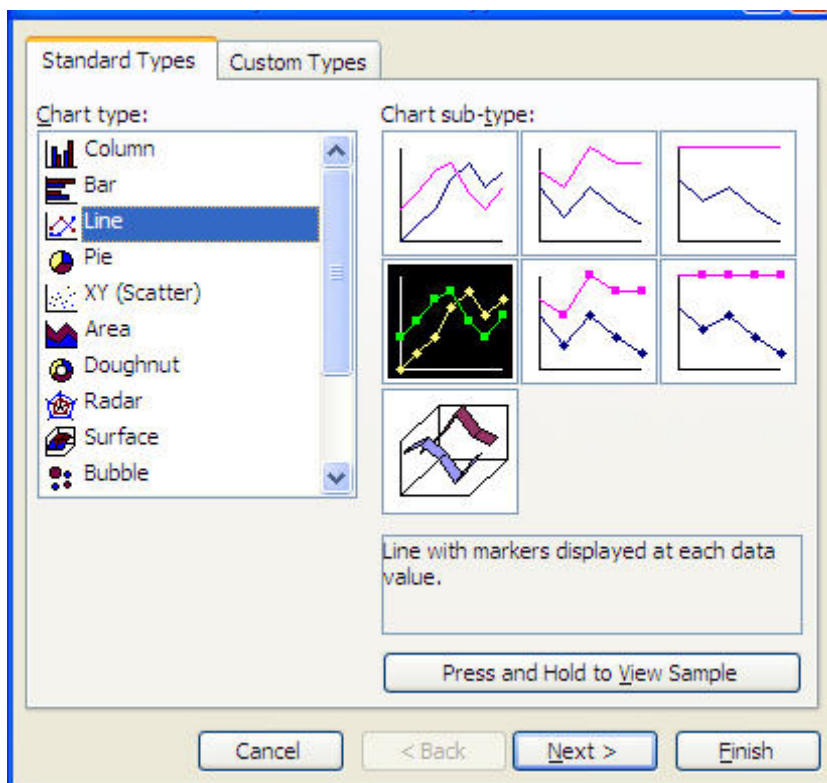 Standard Types
Custom Types
Chart type:
Column
Bar
Line
Pie
XY (Scatter)
Area
Doughnut
Radar
Surface
Bubble
Chart sub-type:
Line with markers displayed at each data
value.
Press and Hold to View Sample
Cancel
< Back
Next >
Finish